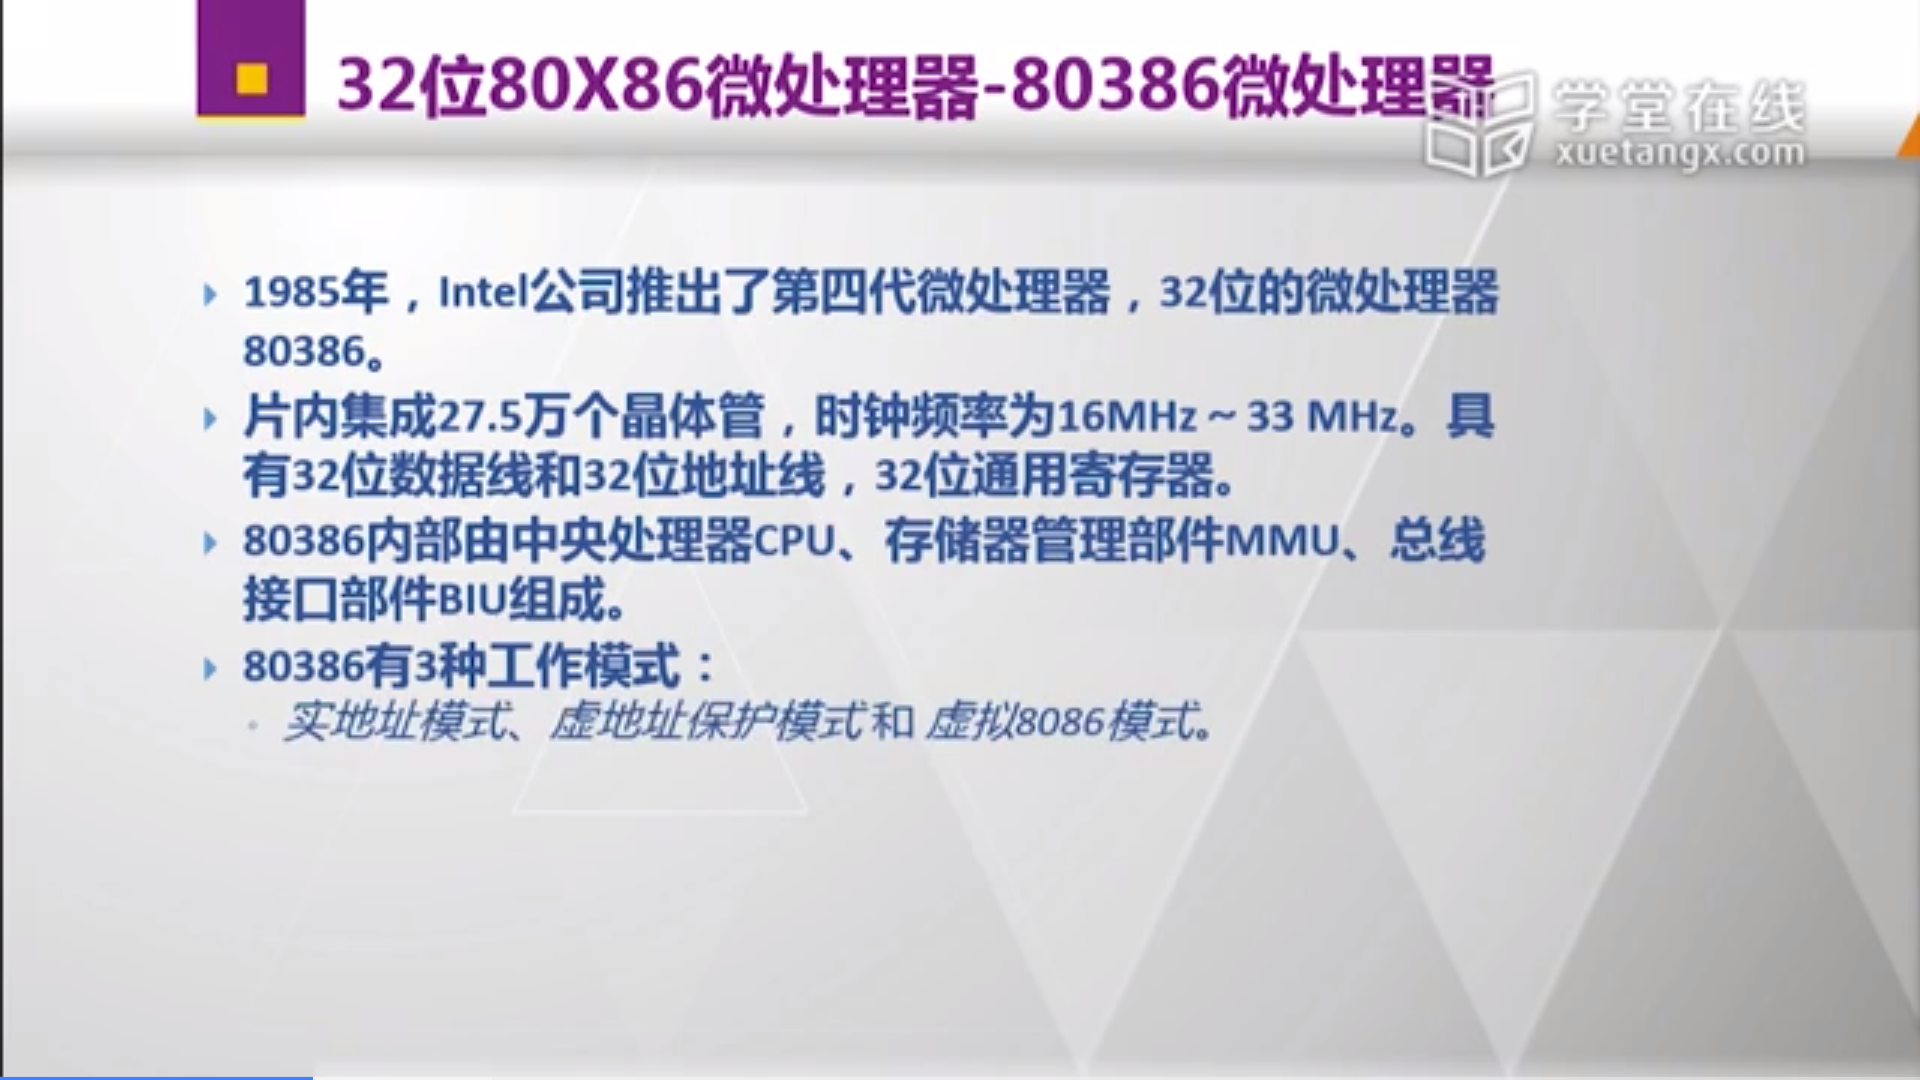 32位80X86微处理器-80386微处理器
学堂在线
xuetangx.com
1985年，Intel公司推出了第四代微处理器，32位的微处理器
80386。
片内集成27.5万个晶体管，时钟频率为16MHz～33 MHz。具
有32位数据线和32位地址线，32位通用寄存器。
80386内部由中央处理器CPU、存储器管理部件MMU、总线
接口部件BIU组成。
80386有3种工作模式：
实地址模式、虚地址保护模式 和 虚拟8086模式。